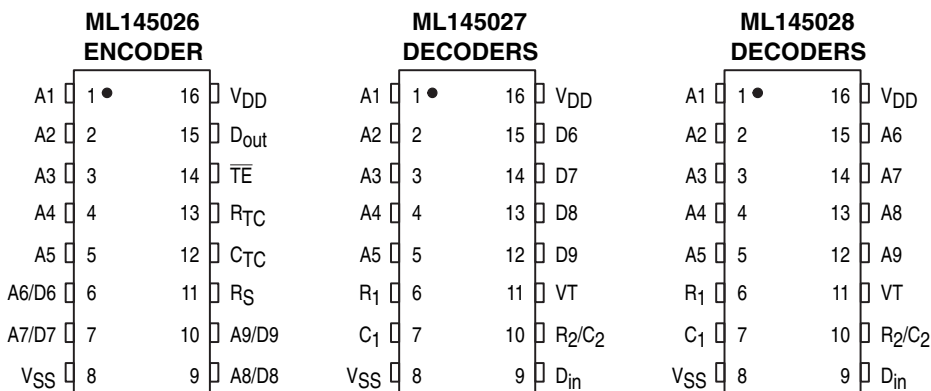 ML145026 ML145027 ML145028
ENCODER DECODERS DECODERS
A1 1 16 VDD A1 1 16 VDD A1 1 16 VDD
A2 2 15 Dout A2 2 15 D6 A2 2 15 A6
A3 3 14 TE A3 3 14 D7 A3 3 14 A7
A4 4 13 RTC A4 4 13 D8 A4 4 13 A8
A5 5 12 CTC A5 5 12 D9 A5 5 12 A9
A6/D6 6 11 RS R1 6 11 VT R1 6 11 VT
A7/D7 7 10 A9/D9 C1 7 10 R2/C2 C1 7 10 R2/C2
VSS 8 9 A8/D8 VSS 8 9 Din VSS 8 9 Din